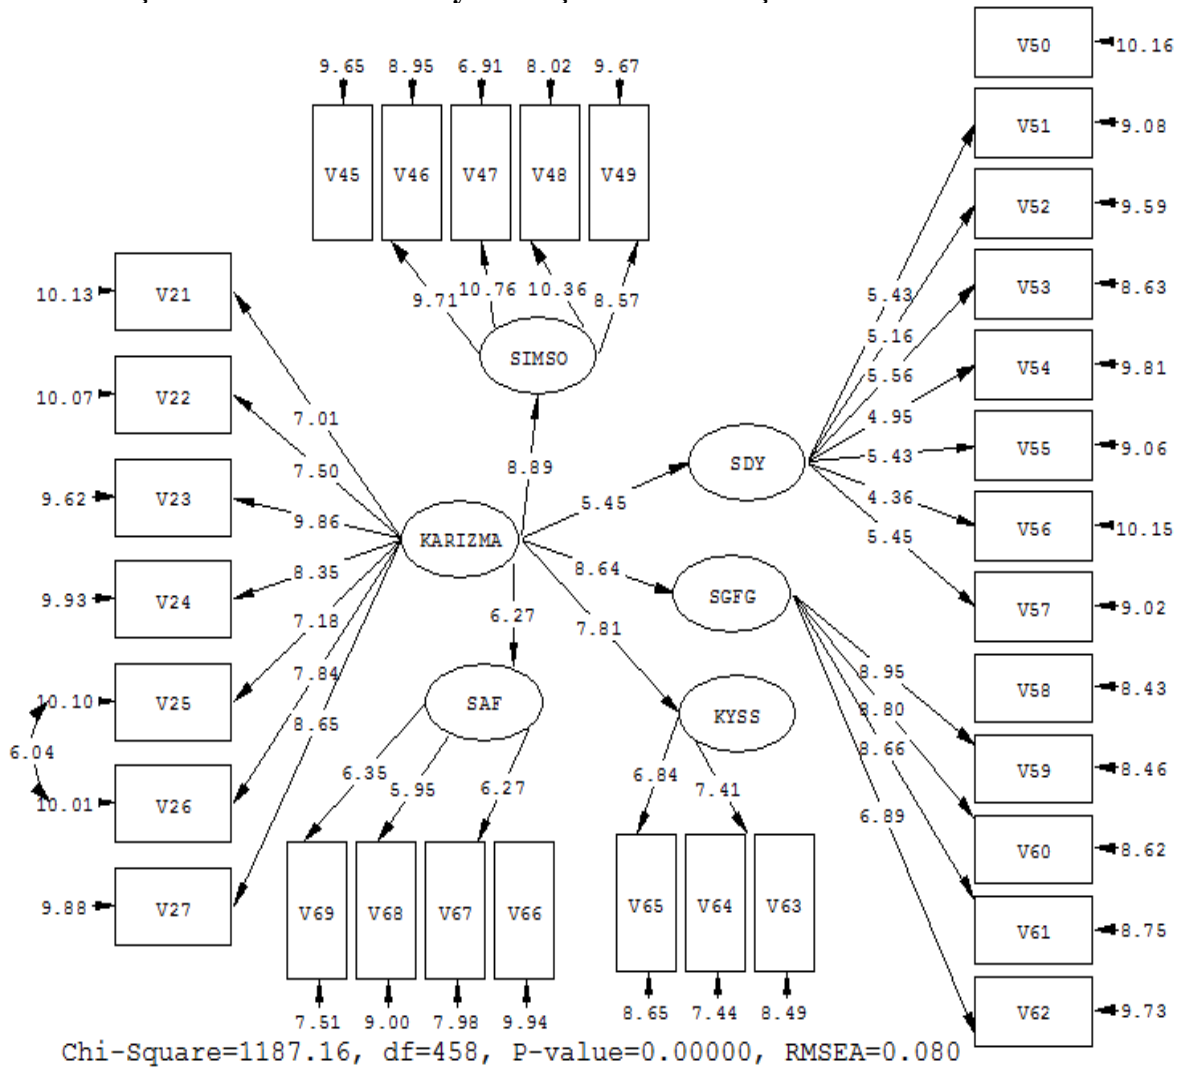 V50 10.16
9.65 8.95 6.91 8.02 9.67
V51 9.08
V45 V46 V47 V48 V49
V52 9.59
V53 8.63
10.13 V21
9.71 10.76 10.36 8.57
5.43
5.16
SIMSO
V54 9.81
5.56
10.07 V22
7.01
4.95
V55 9.06
5.43
7.50
8.89
SDY
4.36
9.62 V23
5.45
9.86
V56 10.15
5.45
KARIZMA
8.35
8.64
9.93 V24
SGFG
V57 9.02
7.18
6.27
7.81
7.84
8.95
V58 8.43
10.10 V25
SAF
KYSS
8.80
8.65
6.04
8.66
V59 8.46
6.35 5.95 6.27
6.84 7.41
10.01 V26
6.89
V60 8.62
9.88 V27
V69 V68 V67 V66
V65 V64 V63
V61 8.75
7.51 9.00 7.98 9.94
8.65 7.44 8.49
V62 9.73
Chi-Square=1187.16, df=458, P-value=0.00000, RMSEA=0.080